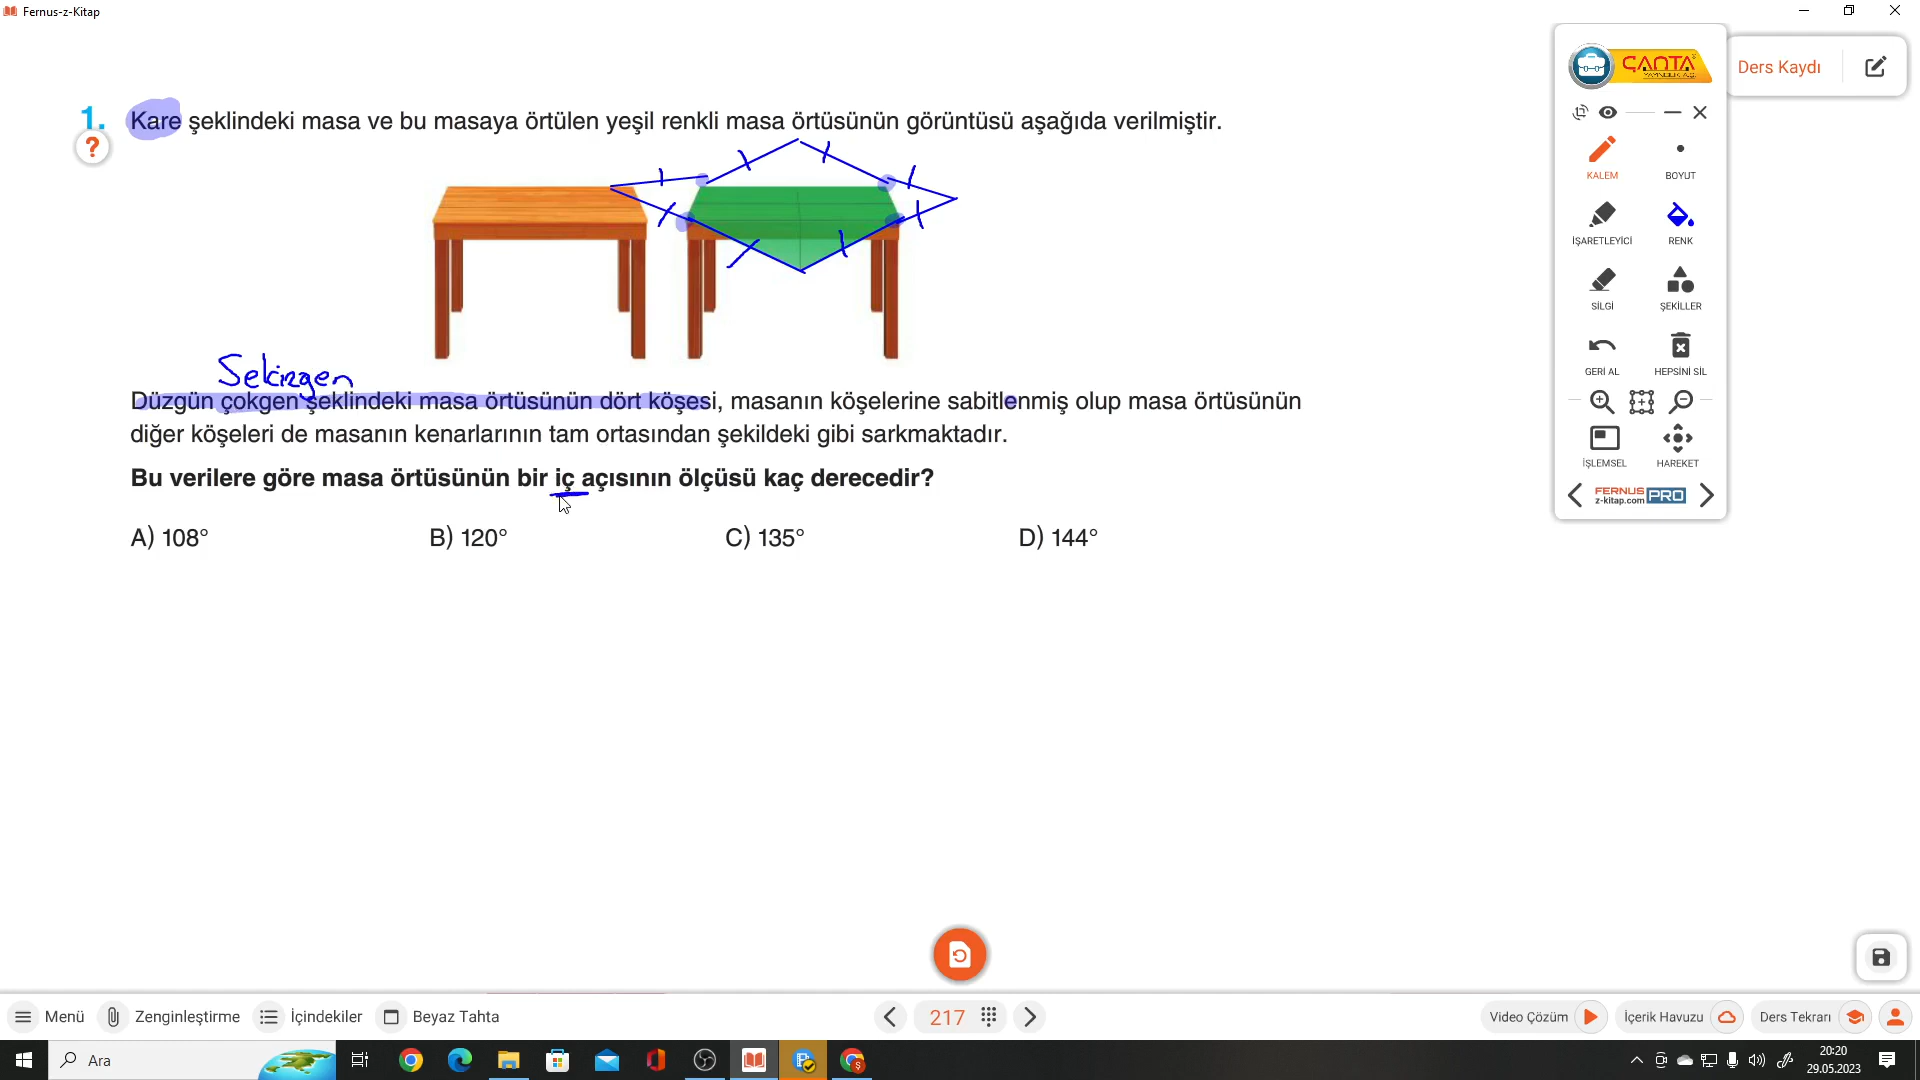 Fernus-z-Kitap
ÇANTA
YAYINCILIK A.Ş.
Ders Kaydı
1. Kare şeklindeki masa ve bu masaya örtülen yeşil renkli masa örtüsünün görüntüsü aşağıda verilmiştir.
?
KALEM
BOYUT
İŞARETLEYİCİ
RENK
SİLGİ
ŞEKİLLER
GERİ AL
HEPSİNİ SİL
İŞLEMSEL
HAREKET
FERNUS
z-kitap.com PRO
Sekizgen
Düzgün çokgen şeklindeki masa örtüsünün dört köşesi, masanın köşelerine sabitlenmiş olup masa örtüsünün
diğer köşeleri de masanın kenarlarının tam ortasından şekildeki gibi sarkmaktadır.
Bu verilere göre masa örtüsünün bir iç açısının ölçüsü kaç derecedir?
A) 108° B) 120° C) 135° D) 144°
Menü Zenginleştirme İçindekiler Beyaz Tahta 217 Video Çözüm İçerik Havuzu Ders Tekrarı
Ara
20:20
29.05.2023